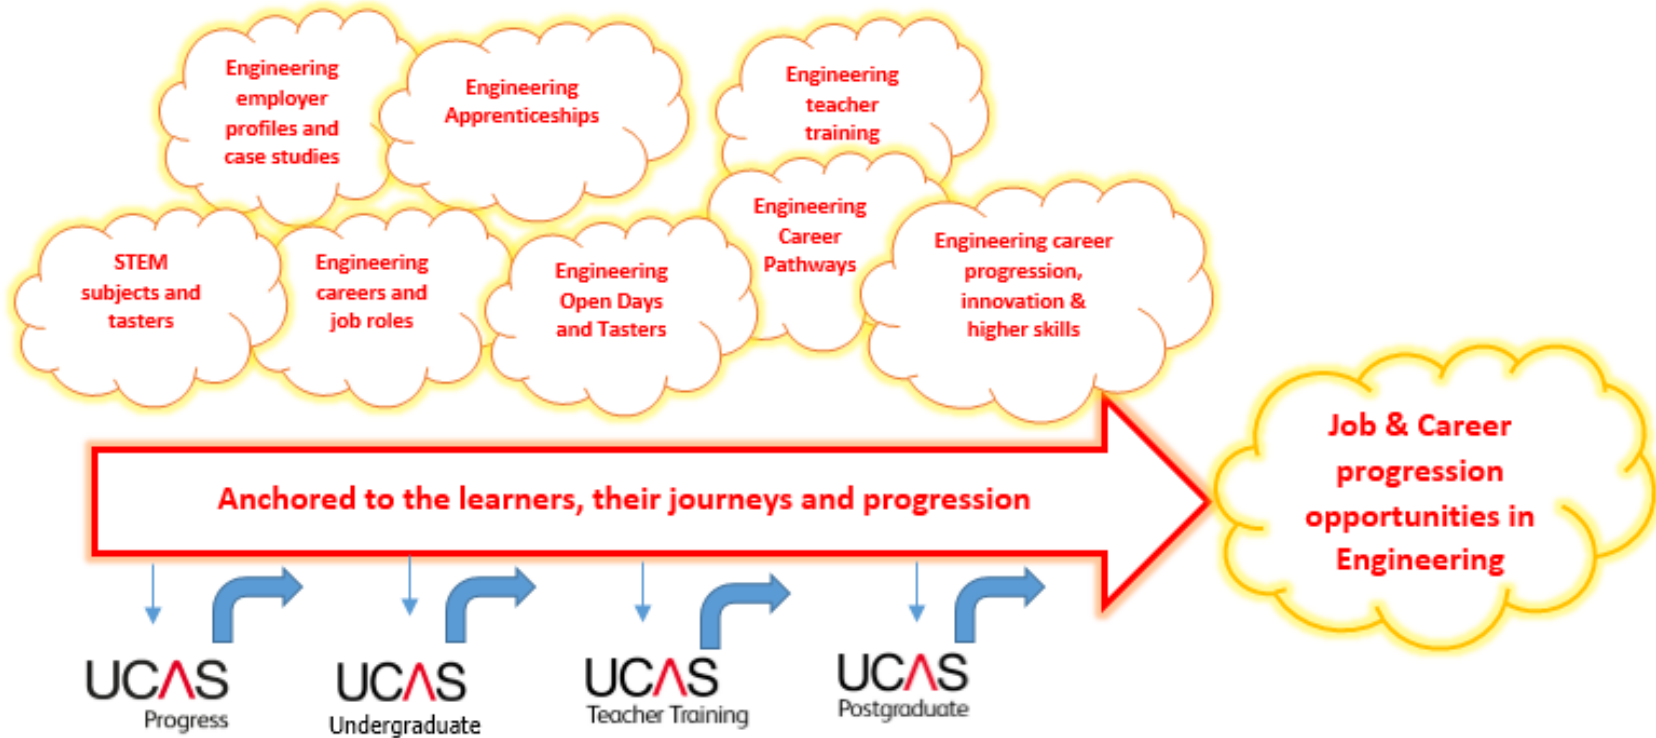 Engineering
employer
profiles and
case studies
Engineering
Apprenticeships
Engineering
teacher
training
STEM
subjects and
tasters
Engineering
careers and
job roles
Engineering
Open Days
and Tasters
Engineering
Career
Pathways
Engineering career
progression,
innovation &
higher skills
Job & Career
progression
opportunities in
Engineering
Anchored to the learners, their journeys and progression
UCAS
Progress
UCAS
Undergraduate
UCAS
Teacher Training
UCAS
Postgraduate